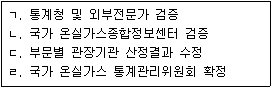 ㄱ. 통계청 및 외부전문가 검증
ㄴ. 국가 온실가스종합정보센터 검증
ㄷ. 부문별 관장기관 산정결과 수정
ㄹ. 국가 온실가스 통계관리위원회 확정